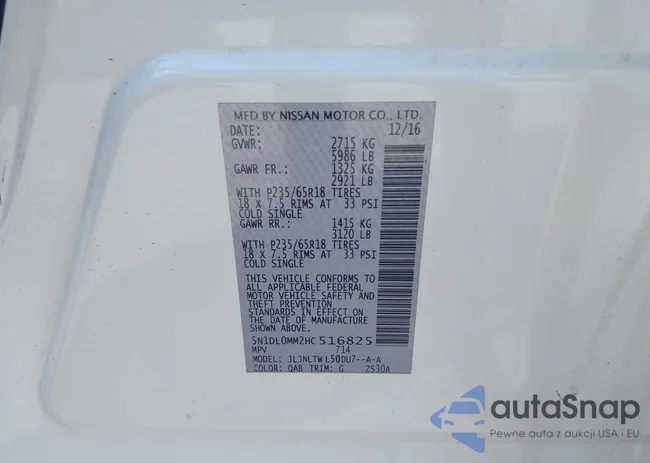 MFD BY NISSAN MOTOR CO., LTD.
DATE: 12/16
GVWR: 2715 KG
5986 LB
GAWR FR.: 1325 KG
2921 LB
WITH P235/65R18 TIRES
18 X 7.5 RIMS AT 33 PSI
COLD SINGLE
GAWR RR.: 1415 KG
3120 LB
WITH P235/65R18 TIRES
18 X 7.5 RIMS AT 33 PSI
COLD SINGLE
THIS VEHICLE CONFORMS TO
ALL APPLICABLE FEDERAL
MOTOR VEHICLE SAFETY AND
THEFT PREVENTION
STANDARDS IN EFFECT ON
THE DATE OF MANUFACTURE
SHOWN ABOVE.
5N1DL0MM2HC516825
MPV 714
MODEL: JLJNLTWL50DU7--A-A
COLOR: QAB TRIM: G ZS30A
autoSnap
Pewne auta z aukcji USA i EU